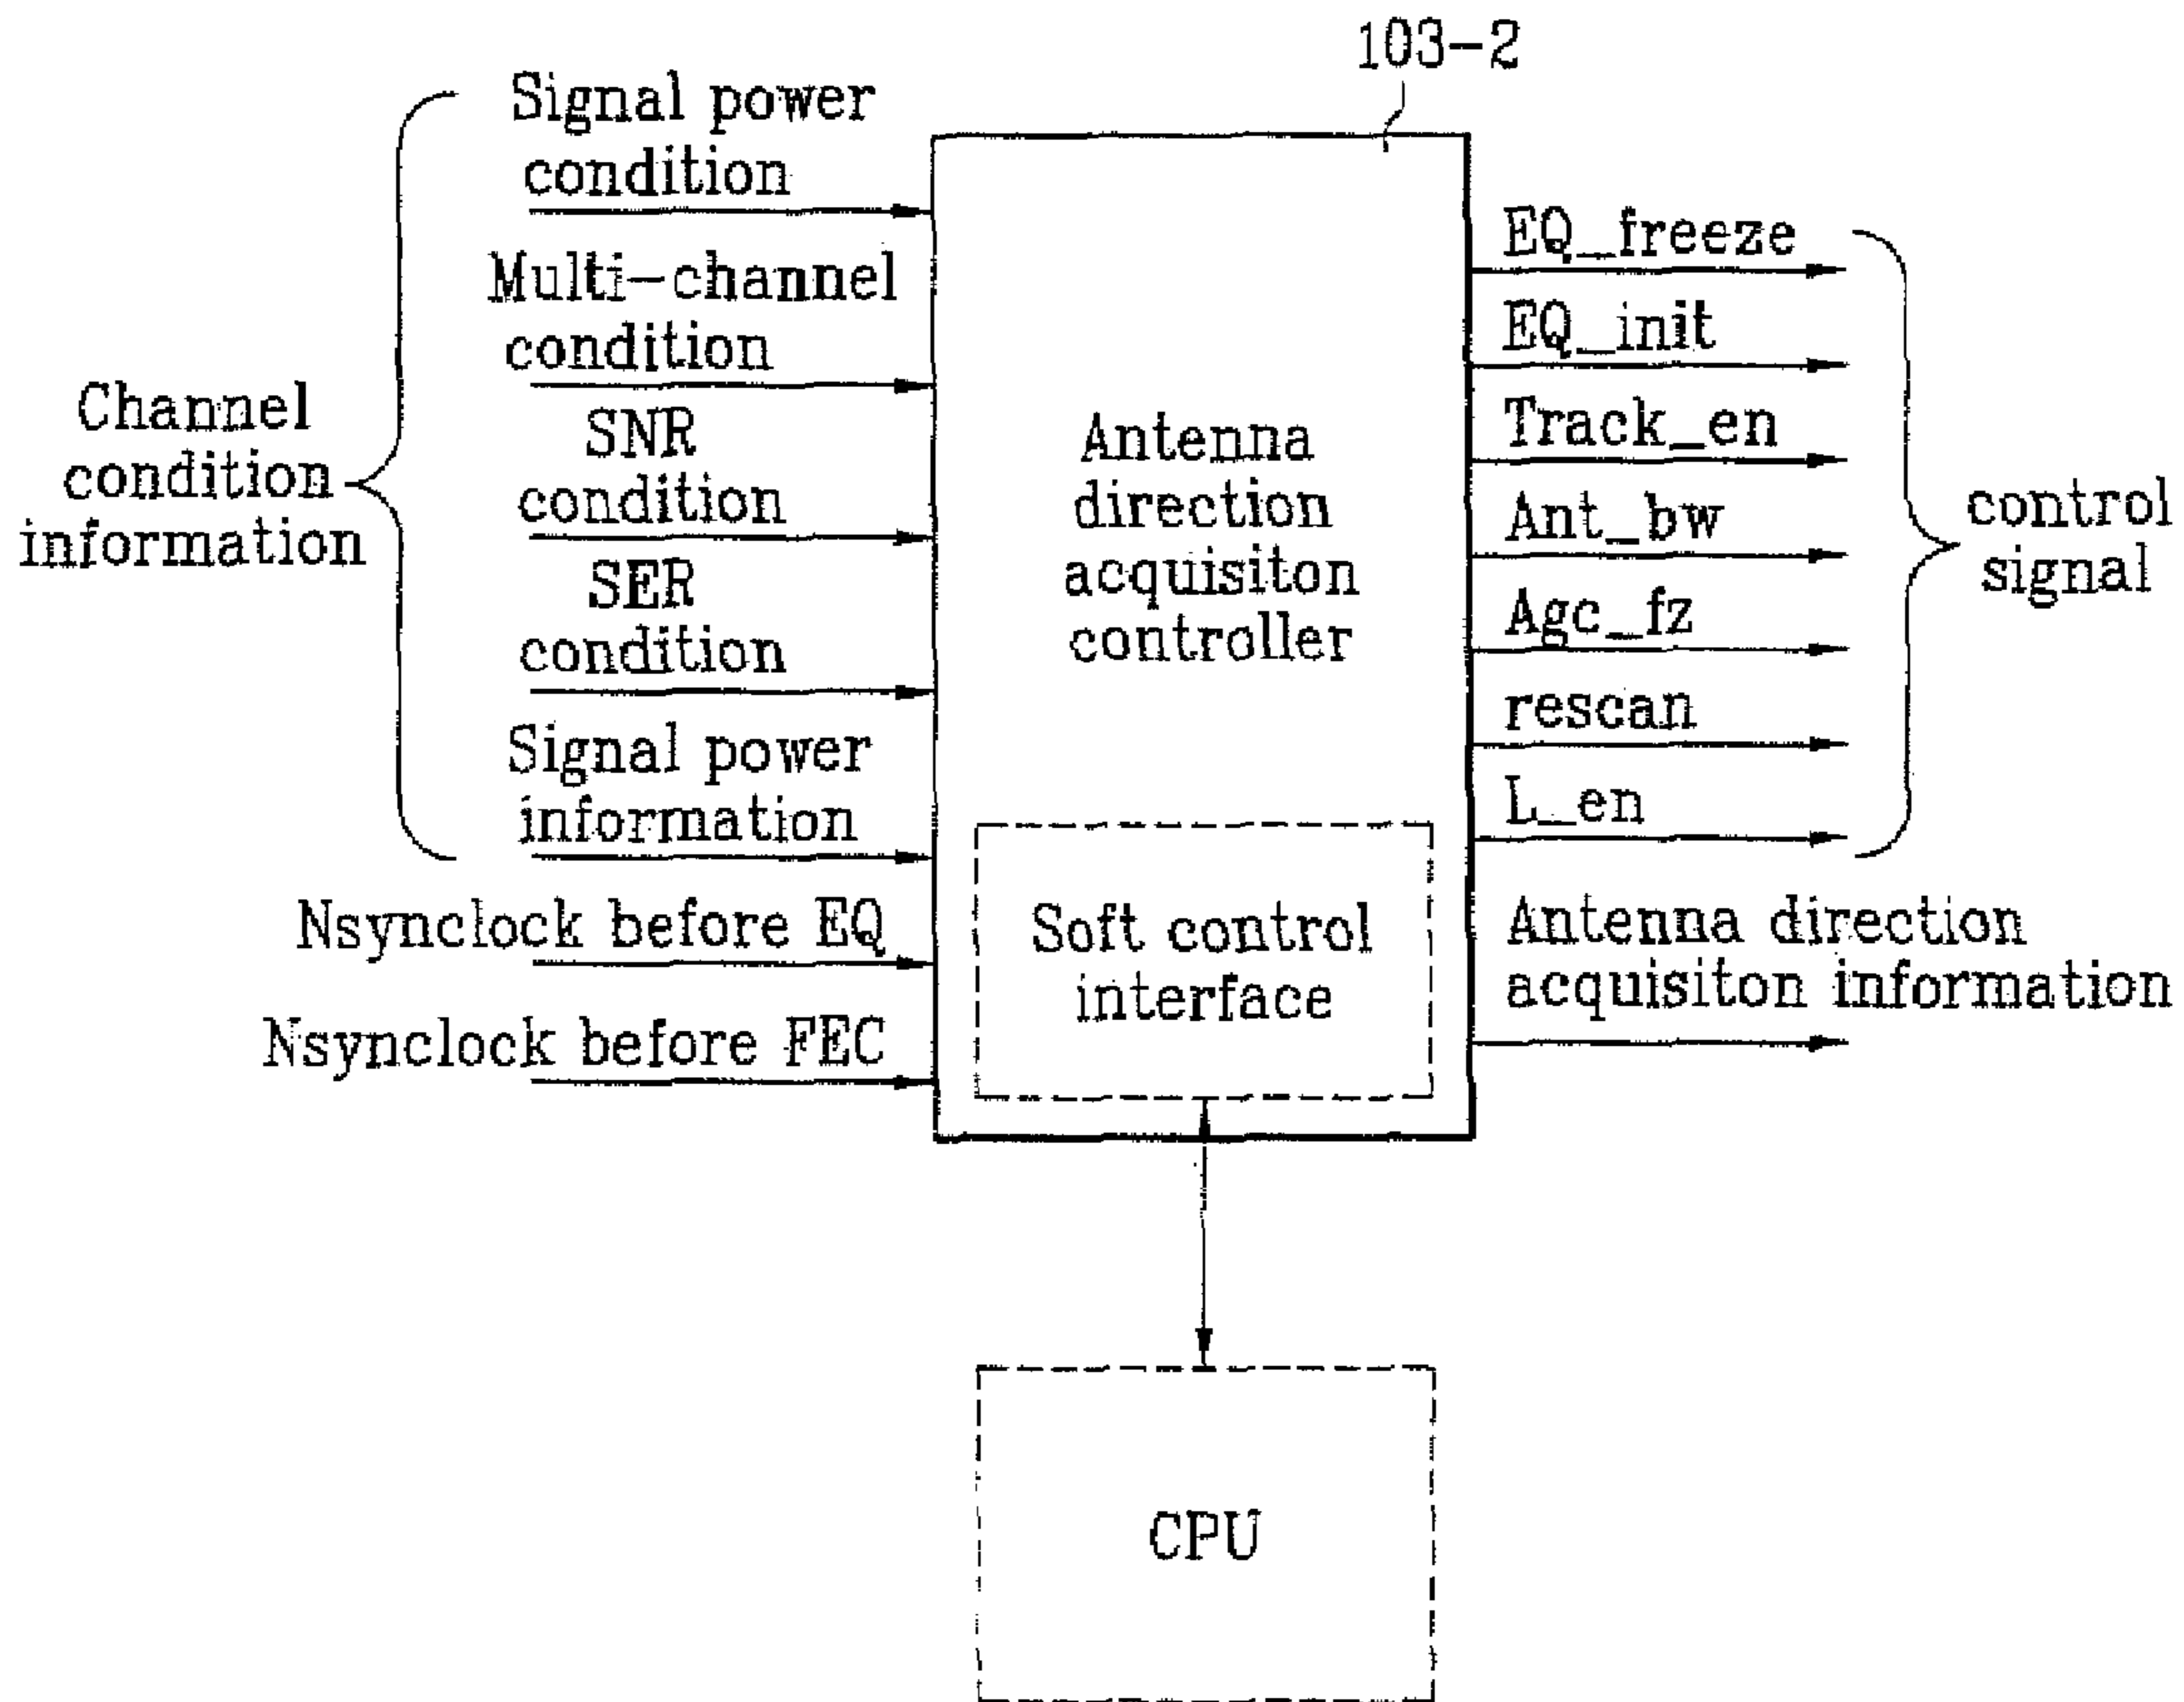 103-2
Signal power
condition
Multi-channel
condition
SNR
condition
SER
condition
Signal power
information
Channel
condition
information
Nsynclock before EQ
Nsynclock before FEC
Antenna
direction
acquisiton
controller
Soft control
interface
EQ_freeze
EQ_init
Track_en
Ant_bw
Agc_fz
rescan
L_en
control
signal
Antenna direction
acquisiton information
CPU